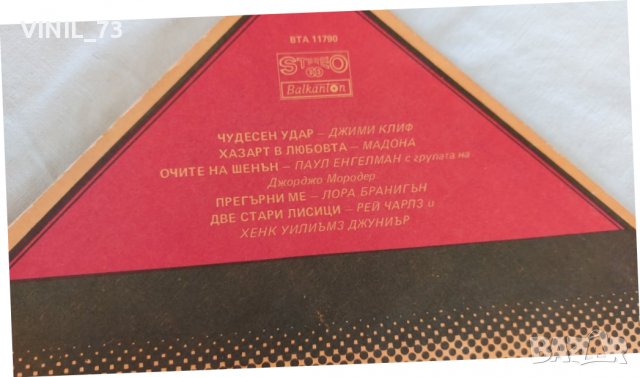 VINIL_73
ВТА 11790
STEREO
Balkanton
ЧУДЕСЕН УДАР – ДЖИМИ КЛИФ
ХАЗАРТ В ЛЮБОВТА – МАДОНА
ОЧИТЕ НА ШЕНЪН – ПАУЛ ЕНГЕЛМАН с групата на
Джорджо Мородер
ПРЕГЪРНИ МЕ – ЛОРА БРАНИГЪН
ДВЕ СТАРИ ЛИСИЦИ – РЕЙ ЧАРЛЗ и
ХЕНК УИЛИЪМЗ ДЖУНИЪР